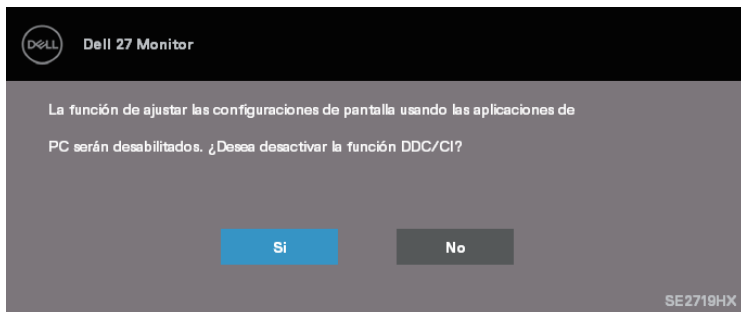 DELL
Dell 27 Monitor
La función de ajustar las configuraciones de pantalla usando las aplicaciones de
PC serán desabilitados. ¿Desea desactivar la función DDC/CI?
Si
No
SE2719HX